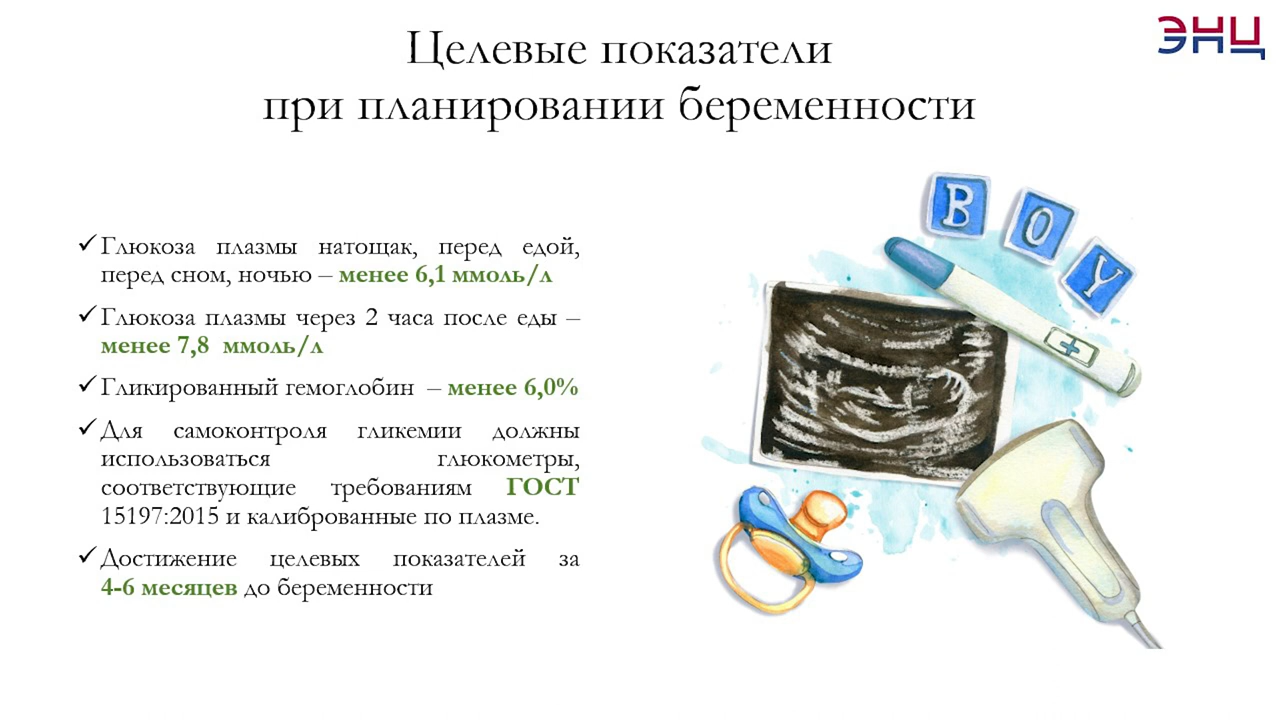 Целевые показатели
при планировании беременности
ЭНЦ
✓ Глюкоза плазмы натощак, перед едой,
перед сном, ночью – менее 6,1 ммоль/л
✓ Глюкоза плазмы через 2 часа после еды –
менее 7,8 ммоль/л
✓ Гликированный гемоглобин – менее 6,0%
✓ Для самоконтроля гликемии должны
использоваться глюкометры,
соответствующие требованиям ГОСТ
15197:2015 и калиброванные по плазме.
✓ Достижение целевых показателей за
4-6 месяцев до беременности
BOY